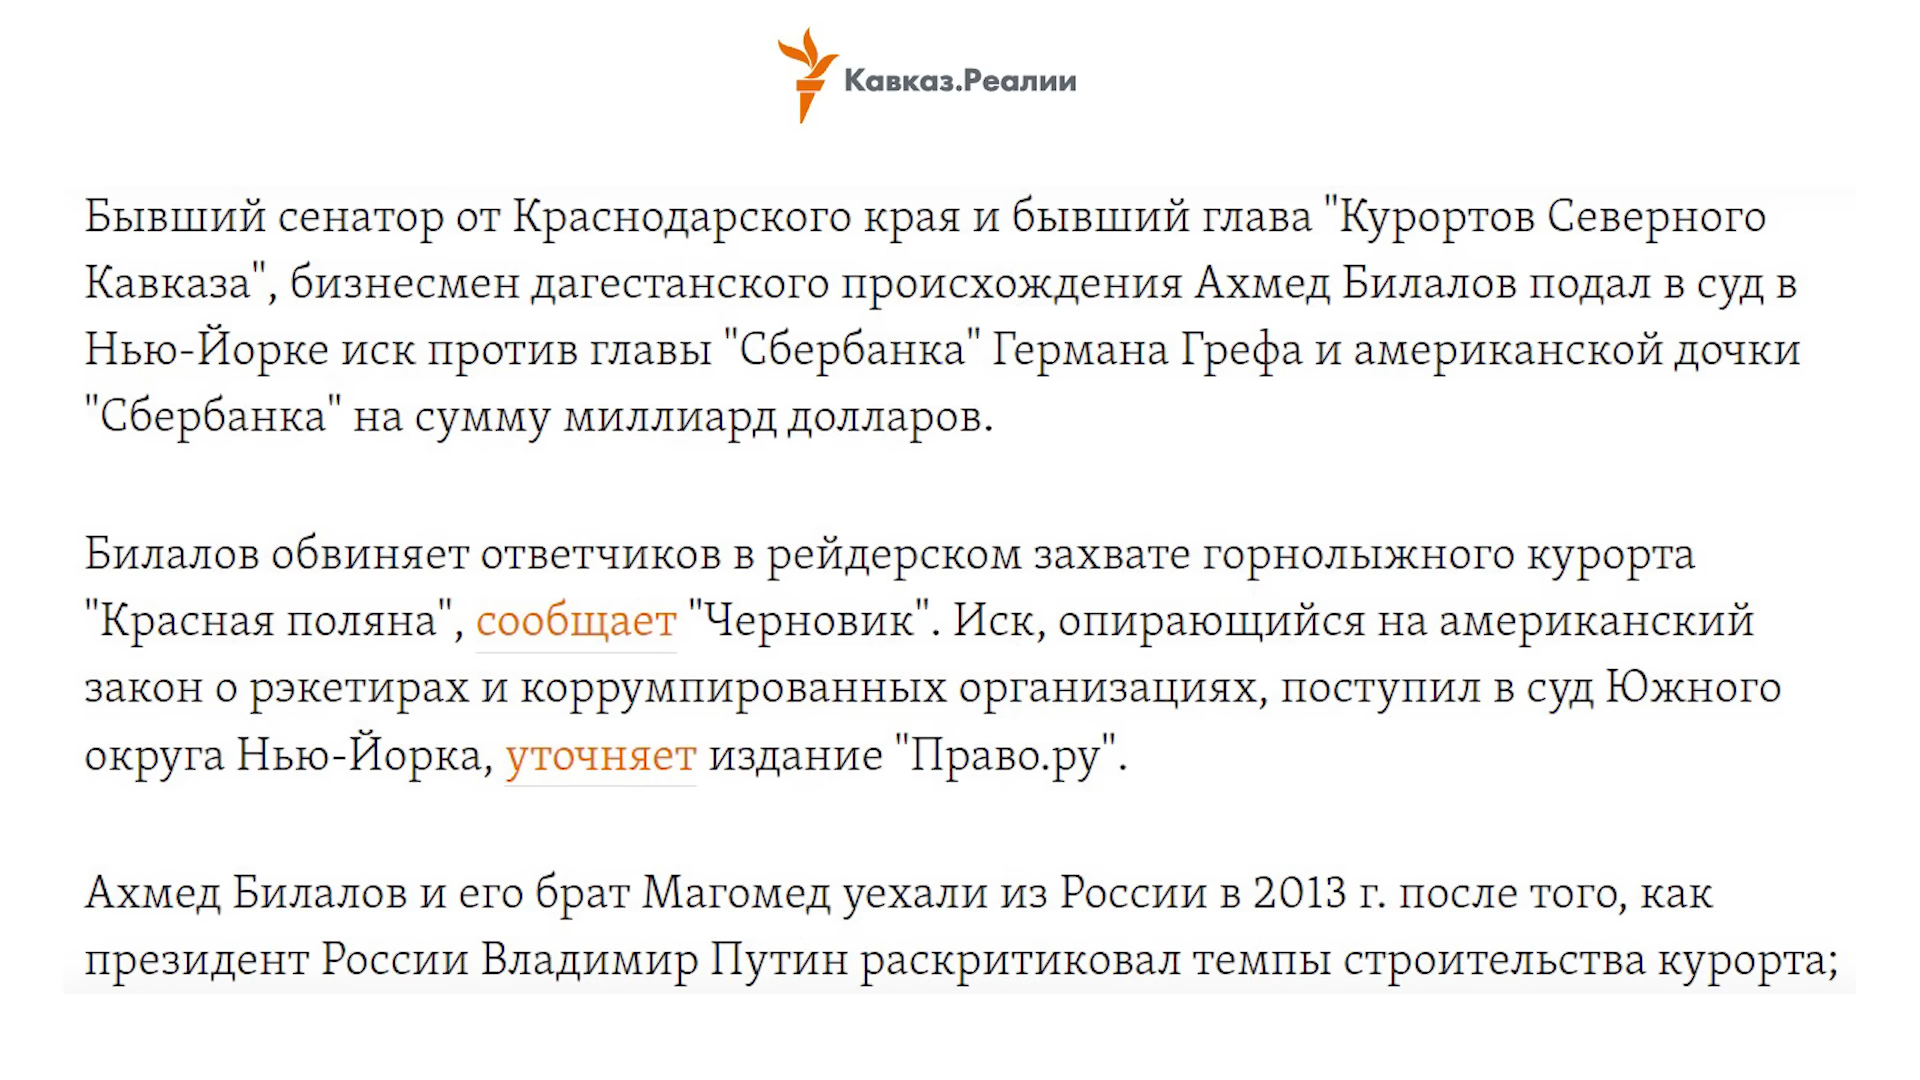 Кавказ.Реалии
Бывший сенатор от Краснодарского края и бывший глава "Курортов Северного
Кавказа", бизнесмен дагестанского происхождения Ахмед Билалов подал в суд в
Нью-Йорке иск против главы "Сбербанка" Германа Грефа и американской дочки
"Сбербанка" на сумму миллиард долларов.
Билалов обвиняет ответчиков в рейдерском захвате горнолыжного курорта
"Красная поляна", сообщает "Черновик". Иск, опирающийся на американский
закон о рэкетирах и коррумпированных организациях, поступил в суд Южного
округа Нью-Йорка, уточняет издание "Право.ру".
Ахмед Билалов и его брат Магомед уехали из России в 2013 г. после того, как
президент России Владимир Путин раскритиковал темпы строительства курорта;